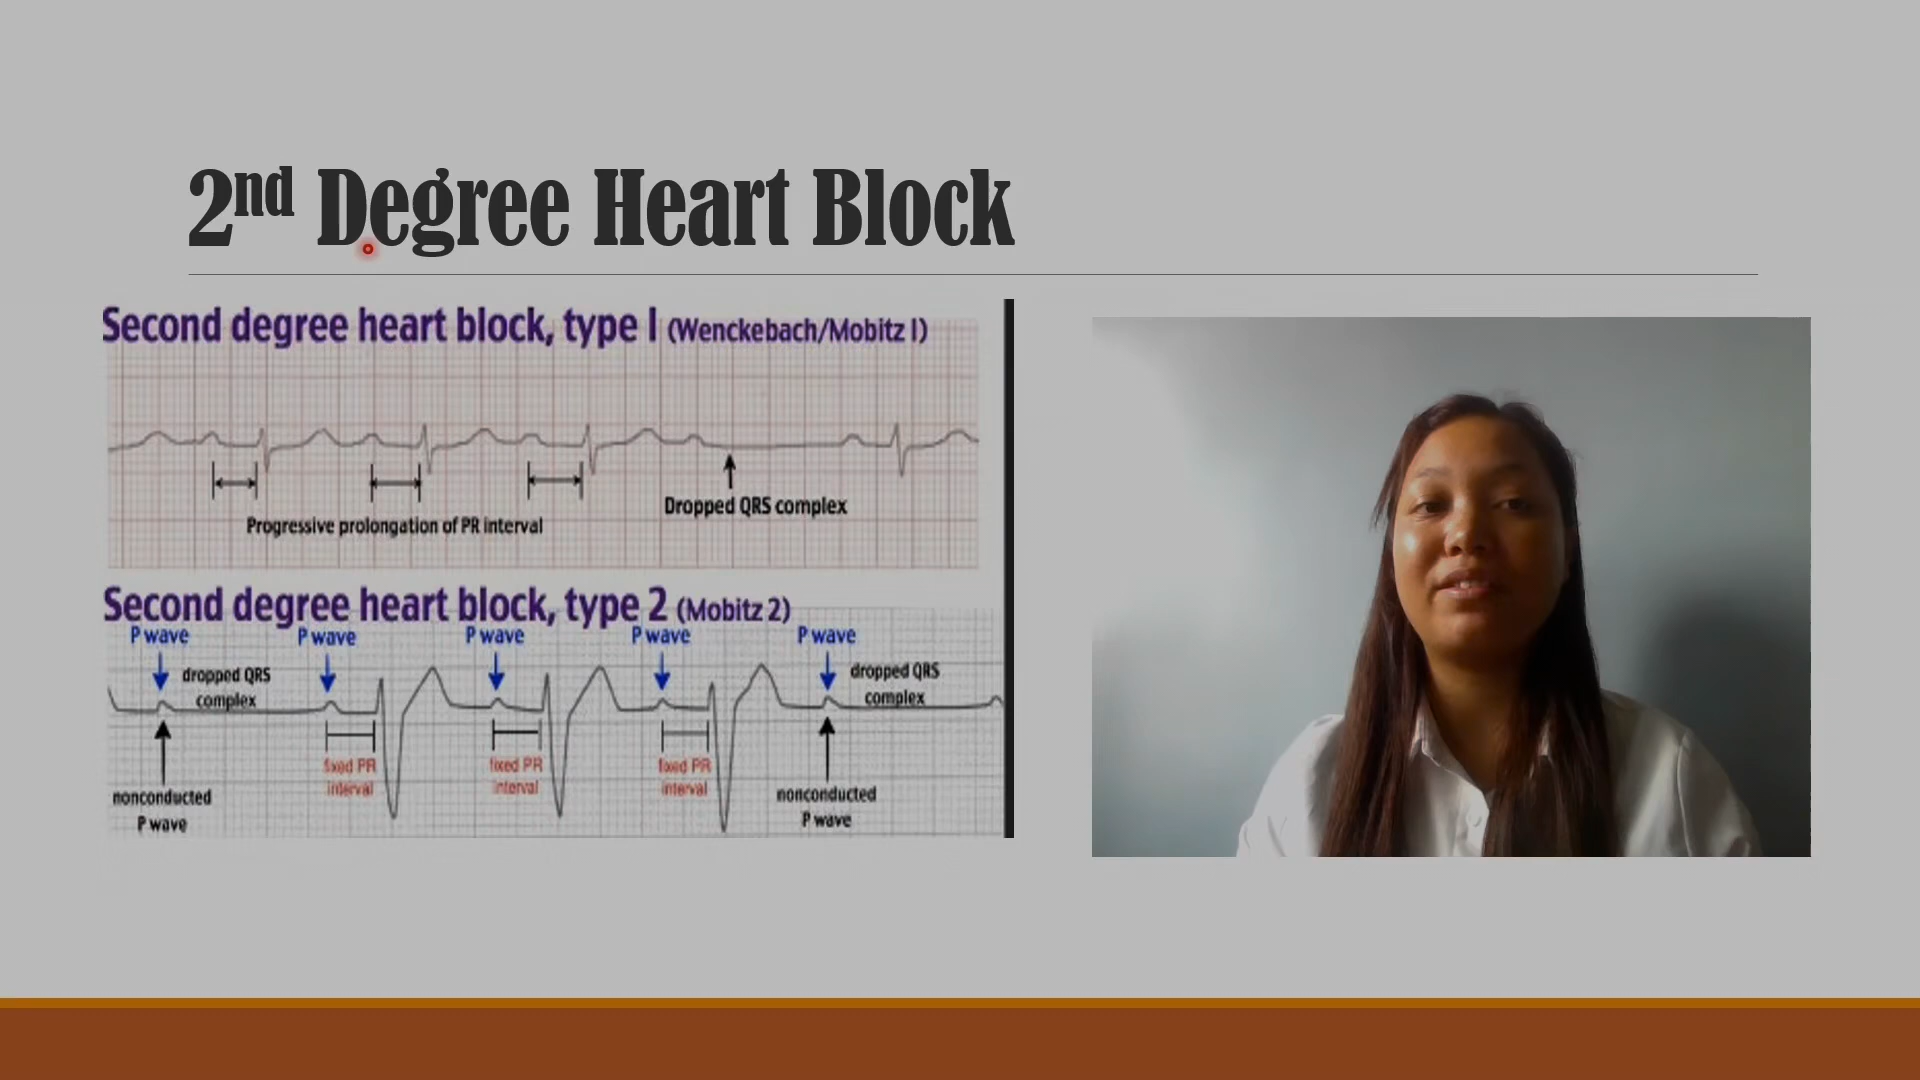 2nd Degree Heart Block
Second degree heart block, type I (Wenckebach/Mobitz I)
Progressive prolongation of PR interval
Dropped QRS complex
Second degree heart block, type 2 (Mobitz 2)
P wave P wave P wave P wave P wave
dropped QRS
complex
dropped QRS
complex
fixed PR
interval
fixed PR
interval
fixed PR
interval
nonconducted
P wave
nonconducted
P wave